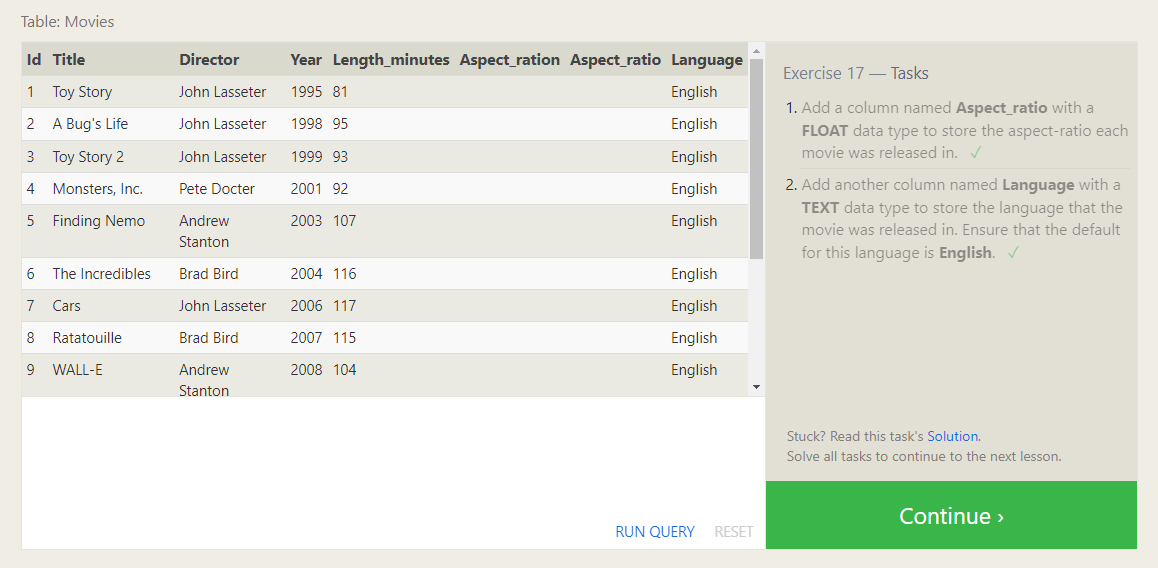 Table: Movies
Id Title Director Year Length_minutes Aspect_ration Aspect_ratio Language
1 Toy Story John Lasseter 1995 81 English
2 A Bug's Life John Lasseter 1998 95 English
3 Toy Story 2 John Lasseter 1999 93 English
4 Monsters, Inc. Pete Docter 2001 92 English
5 Finding Nemo Andrew 2003 107 English
Stanton
6 The Incredibles Brad Bird 2004 116 English
7 Cars John Lasseter 2006 117 English
8 Ratatouille Brad Bird 2007 115 English
9 WALL-E Andrew 2008 104 English
Stanton
RUN QUERY RESET
Exercise 17 — Tasks
1. Add a column named Aspect_ratio with a
FLOAT data type to store the aspect-ratio each
movie was released in. ✓
2. Add another column named Language with a
TEXT data type to store the language that the
movie was released in. Ensure that the default
for this language is English. ✓
Stuck? Read this task's Solution.
Solve all tasks to continue to the next lesson.
Continue ›